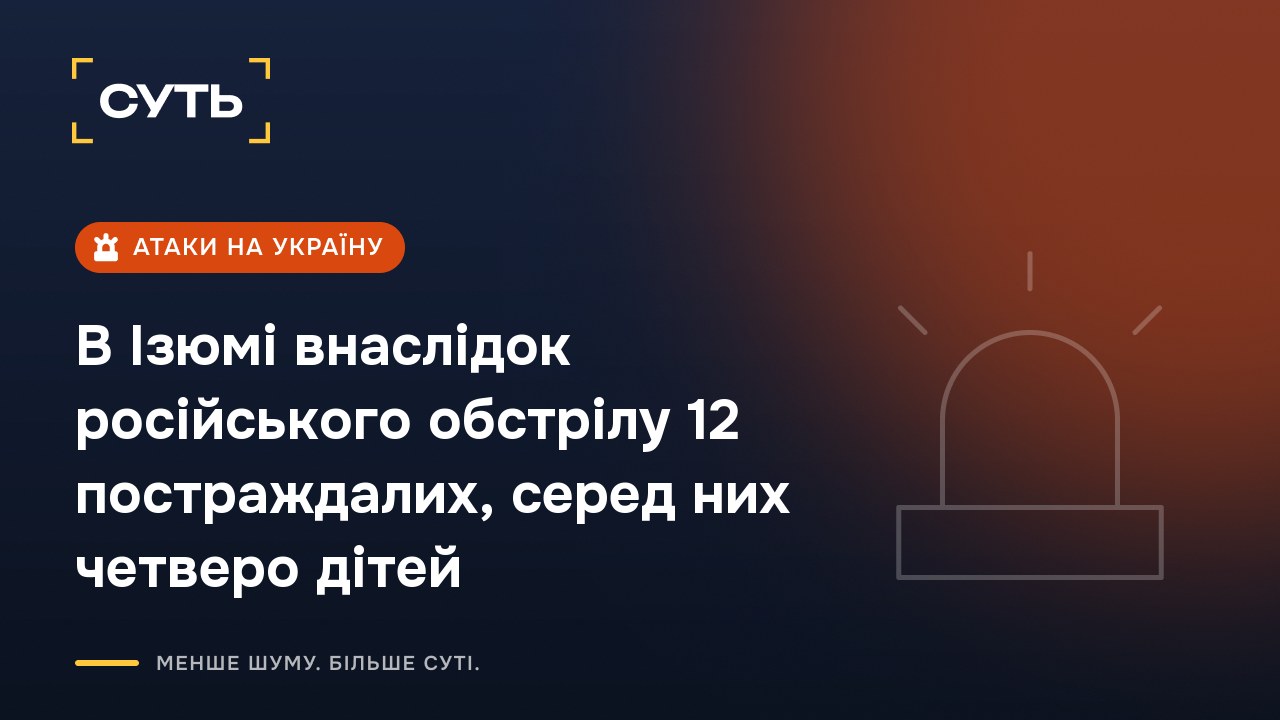 СУТЬ
АТАКИ НА УКРАЇНУ
В Ізюмі внаслідок
російського обстрілу 12
постраждалих, серед них
четверо дітей
МЕНШЕ ШУМУ. БІЛЬШЕ СУТІ.